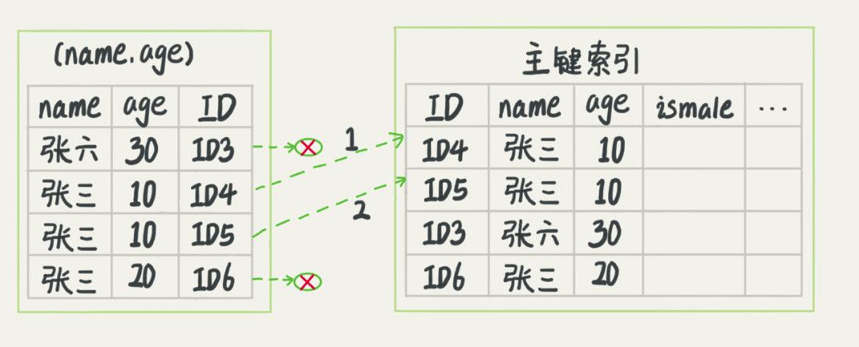 (name.age)
name age ID
张六 30 ID3
张三 10 ID4
张三 10 ID5
张三 20 ID6
1
2
主键索引
ID name age ismale ...
ID4 张三 10
ID5 张三 10
ID3 张六 30
ID6 张三 20